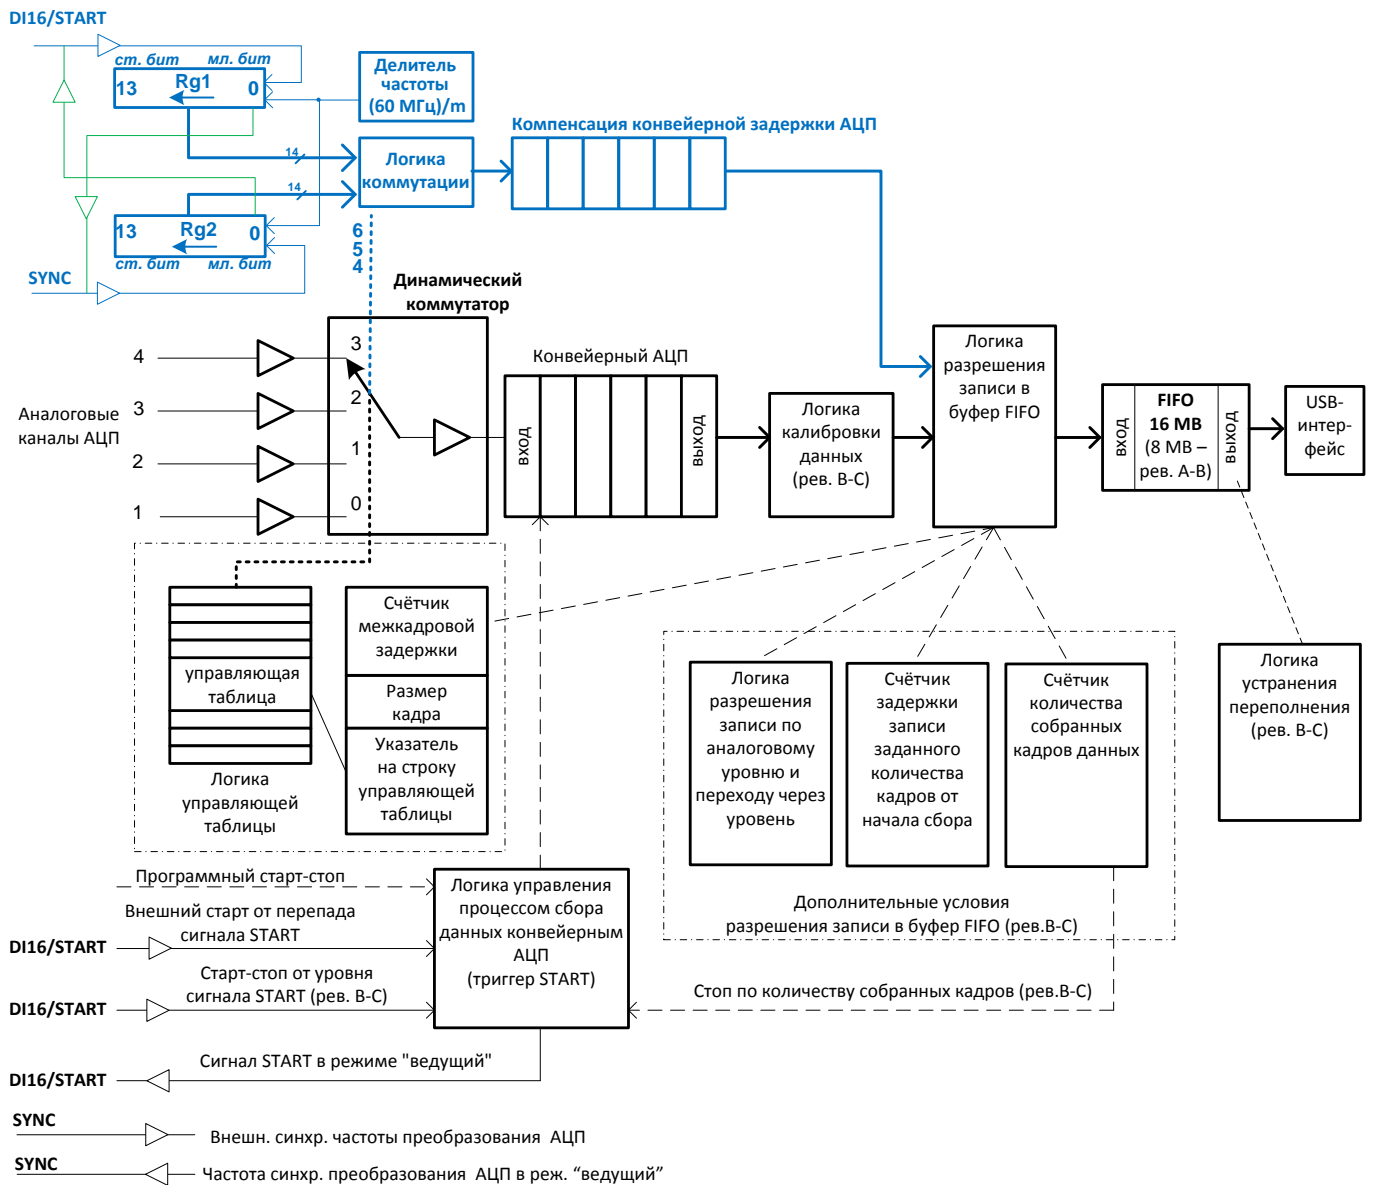 DI16/START
ст. бит
мл. бит
13
Rg1
0
Делитель
частоты
(60 МГц)/m
14
Логика
коммутации
14
Компенсация конвейерной задержки АЦП
13
Rg2
0
ст. бит
мл. бит
SYNC
6
5
4
Динамический
коммутатор
Аналоговые
каналы АЦП
4
3
2
1
3
2
1
0
Конвейерный АЦП
вход
выход
Логика
калибровки
данных
(рев. B-C)
Логика
разрешения
записи в
буфер FIFO
вход
FIFO
16 MB
(8 MB –
рев. A-B)
выход
USB-
интер-
фейс
управляющая
таблица
Логика
управляющей
таблицы
Счётчик
межкадровой
задержки
Размер
кадра
Указатель
на строку
управляющей
таблицы
Логика
разрешения
записи по
аналоговому
уровню и
переходу через
уровень
Счётчик
задержки
записи
заданного
количества
кадров от
начала сбора
Счётчик
количества
собранных
кадров данных
Дополнительные условия
разрешения записи в буфер FIFO (рев.B-C)
Логика
устранения
переполнения
(рев. B-C)
Программный старт-стоп
Внешний старт от перепада
сигнала START
DI16/START
Старт-стоп от уровня
сигнала START (рев. B-C)
DI16/START
Логика управления
процессом сбора
данных конвейерным
АЦП
(триггер START)
Стоп по количеству собранных кадров (рев.B-C)
Сигнал START в режиме "ведущий"
DI16/START
SYNC
Внешн. синхр. частоты преобразования АЦП
SYNC
Частота синхр. преобразования АЦП в реж. “ведущий”